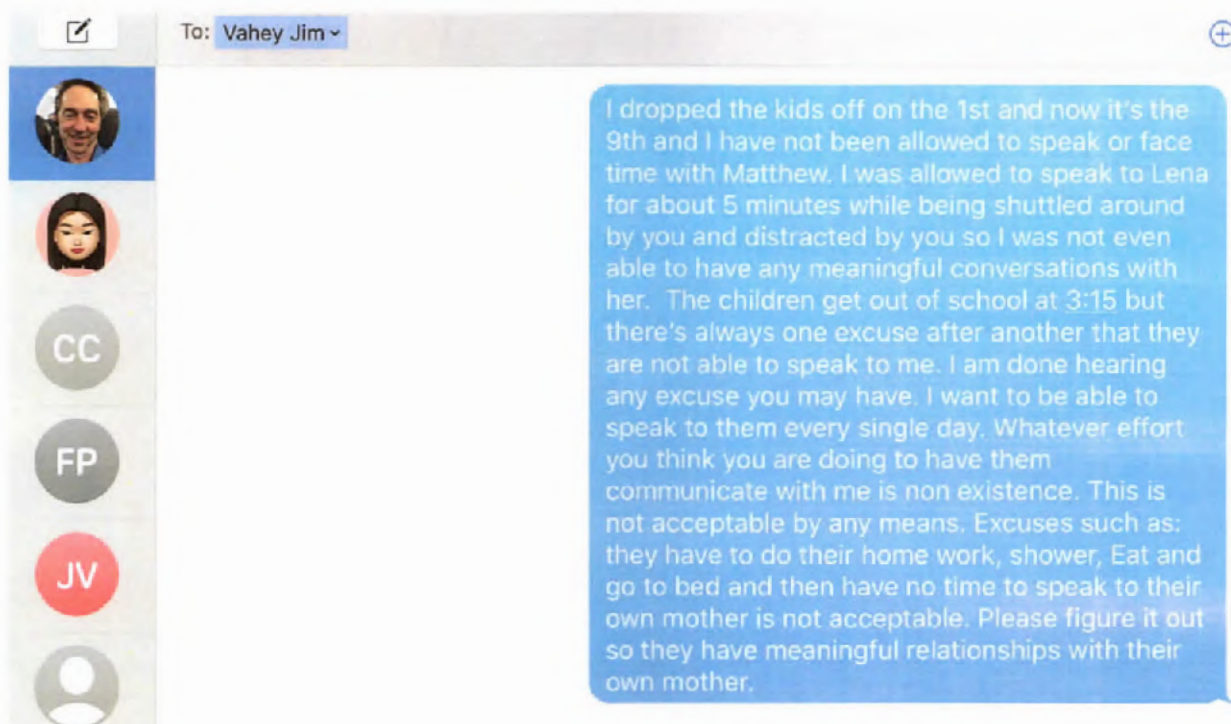 To: Vahey Jim
I dropped the kids off on the 1st and now it's the
9th and I have not been allowed to speak or face
time with Matthew. I was allowed to speak to Lena
for about 5 minutes while being shuttled around
by you and distracted by you so I was not even
able to have any meaningful conversations with
her.  The children get out of school at 3:15 but
there's always one excuse after another that they
are not able to speak to me. I am done hearing
any excuse you may have. I want to be able to
speak to them every single day. Whatever effort
you think you are doing to have them
communicate with me is non existence. This is
not acceptable by any means. Excuses such as:
they have to do their home work, shower, Eat and
go to bed and then have no time to speak to their
own mother is not acceptable. Please figure it out
so they have meaningful relationships with their
own mother.
CC
FP
JV